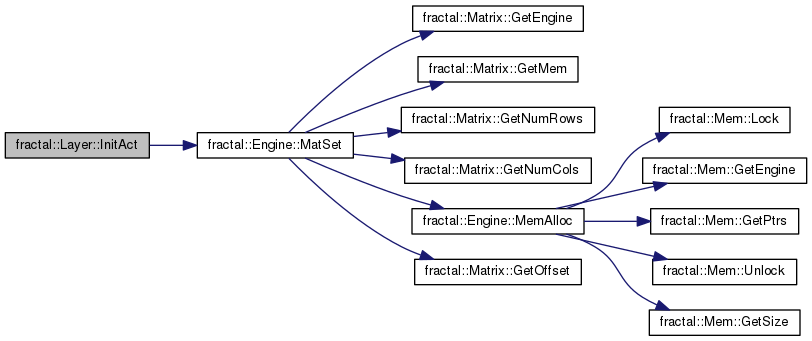 fractal::Layer::InitAct
fractal::Engine::MatSet
fractal::Matrix::GetEngine
fractal::Matrix::GetMem
fractal::Matrix::GetNumRows
fractal::Matrix::GetNumCols
fractal::Engine::MemAlloc
fractal::Matrix::GetOffset
fractal::Mem::Lock
fractal::Mem::GetEngine
fractal::Mem::GetPtrs
fractal::Mem::Unlock
fractal::Mem::GetSize